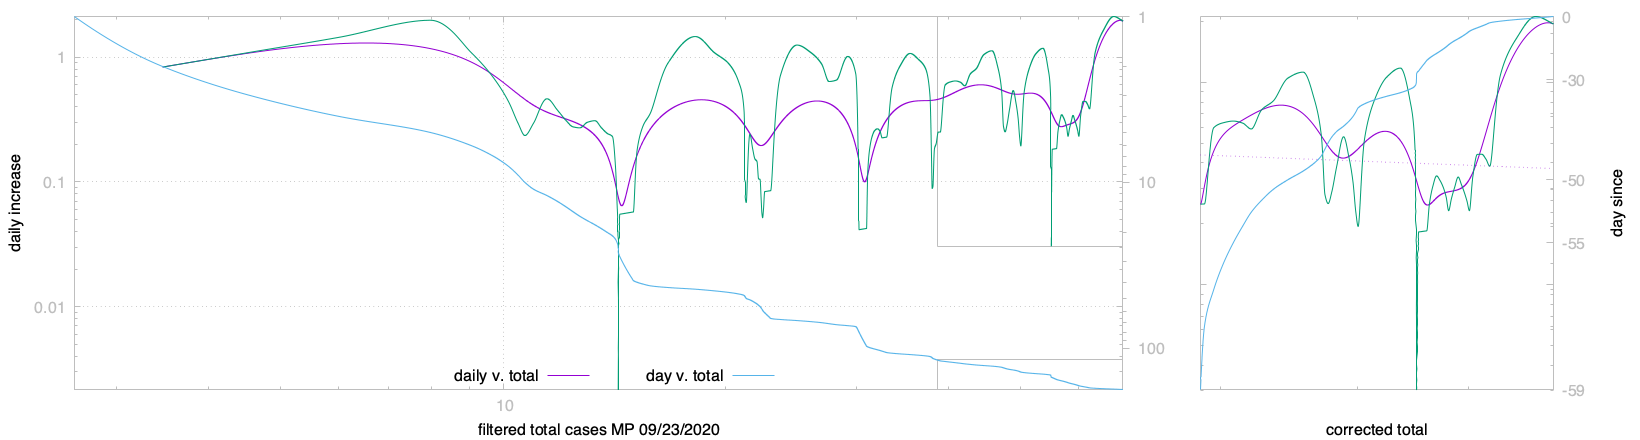 1
0.1
0.01
daily increase
daily v. total
day v. total
10
filtered total cases MP 09/23/2020
1
10
100
0
-30
-50
-55
-59
day since
corrected total